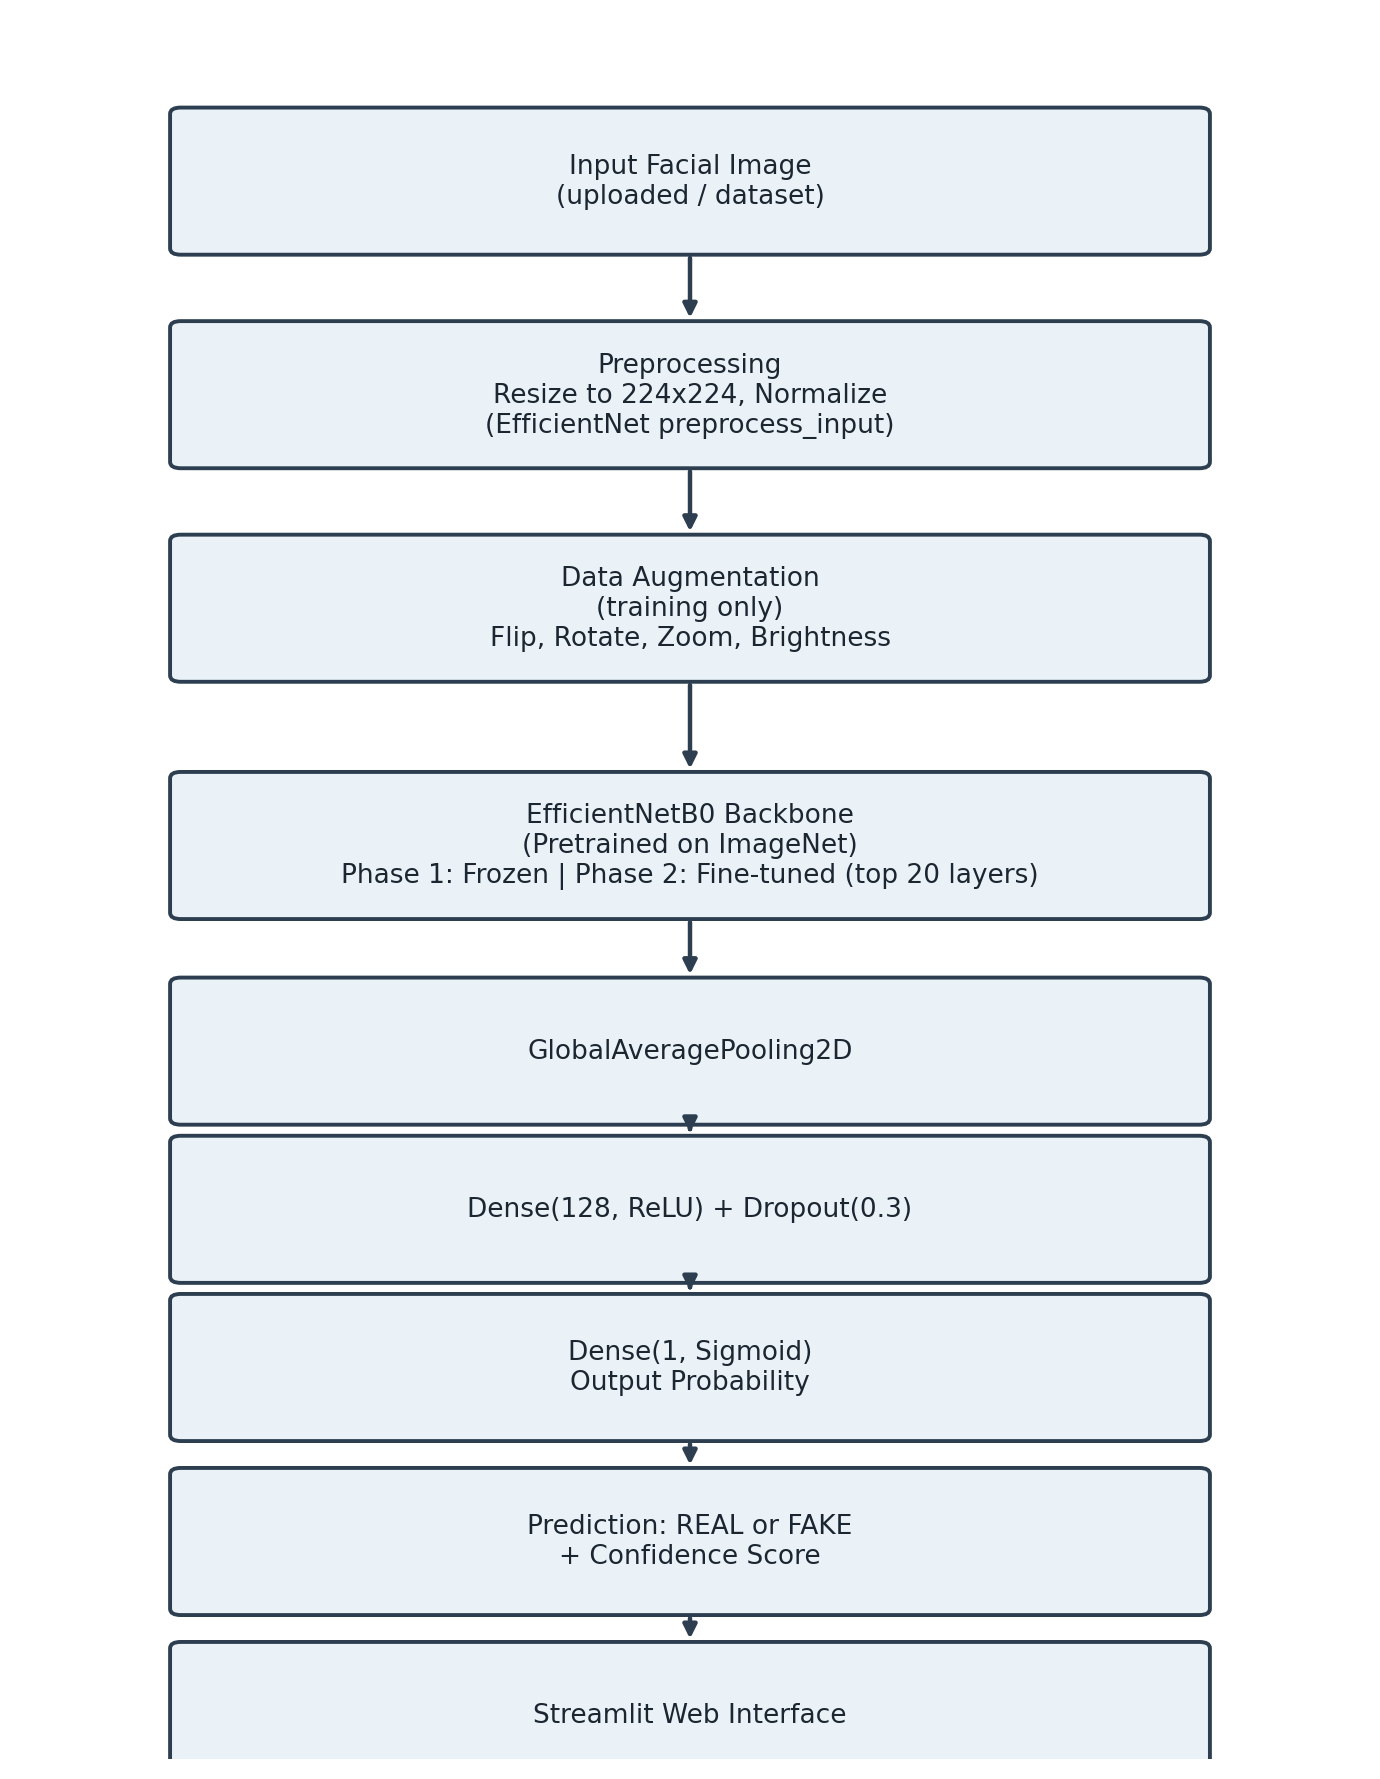 Input Facial Image
(uploaded / dataset)
Preprocessing
Resize to 224x224, Normalize
(EfficientNet preprocess_input)
Data Augmentation
(training only)
Flip, Rotate, Zoom, Brightness
EfficientNetB0 Backbone
(Pretrained on ImageNet)
Phase 1: Frozen | Phase 2: Fine-tuned (top 20 layers)
GlobalAveragePooling2D
Dense(128, ReLU) + Dropout(0.3)
Dense(1, Sigmoid)
Output Probability
Prediction: REAL or FAKE
+ Confidence Score
Streamlit Web Interface